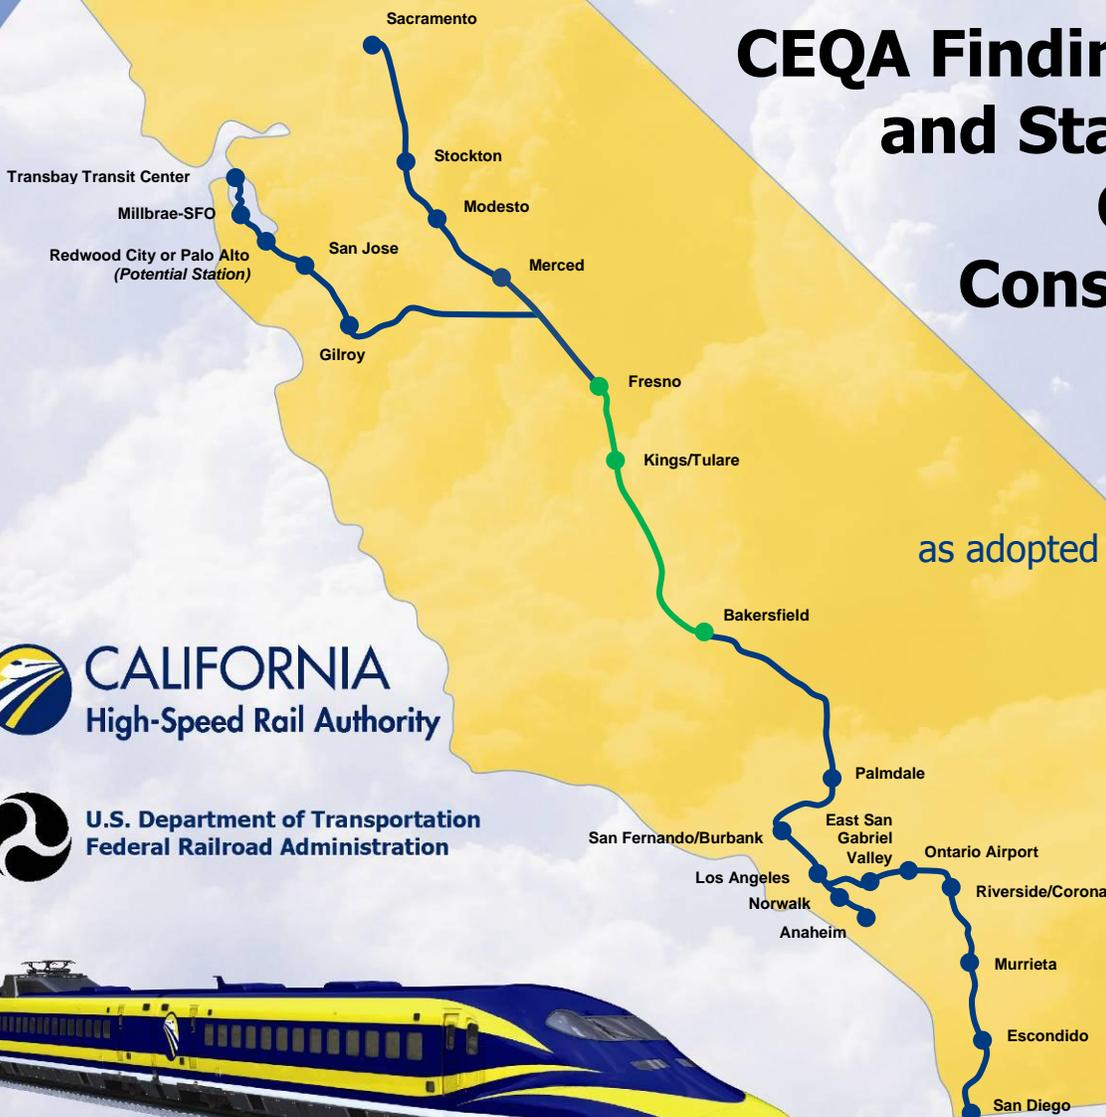 Sacramento
CEQA Findin
and Sta
Stockton
Transbay Transit Center
Modesto
Millbrae-SFO
San Jose
Redwood City or Palo Alto
(Potential Station)
Merced
Cons
Gilroy
Fresno
Kings/Tulare
as adopted
Bakersfield
CALIFORNIA
High-Speed Rail Authority
Palmdale
U.S. Department of Transportation
Federal Railroad Administration
San Fernando/Burbank
East San
Gabriel
Valley
Ontario Airport
Los Angeles
Riverside/Corona
Norwalk
Anaheim
Murrieta
Escondido
San Diego